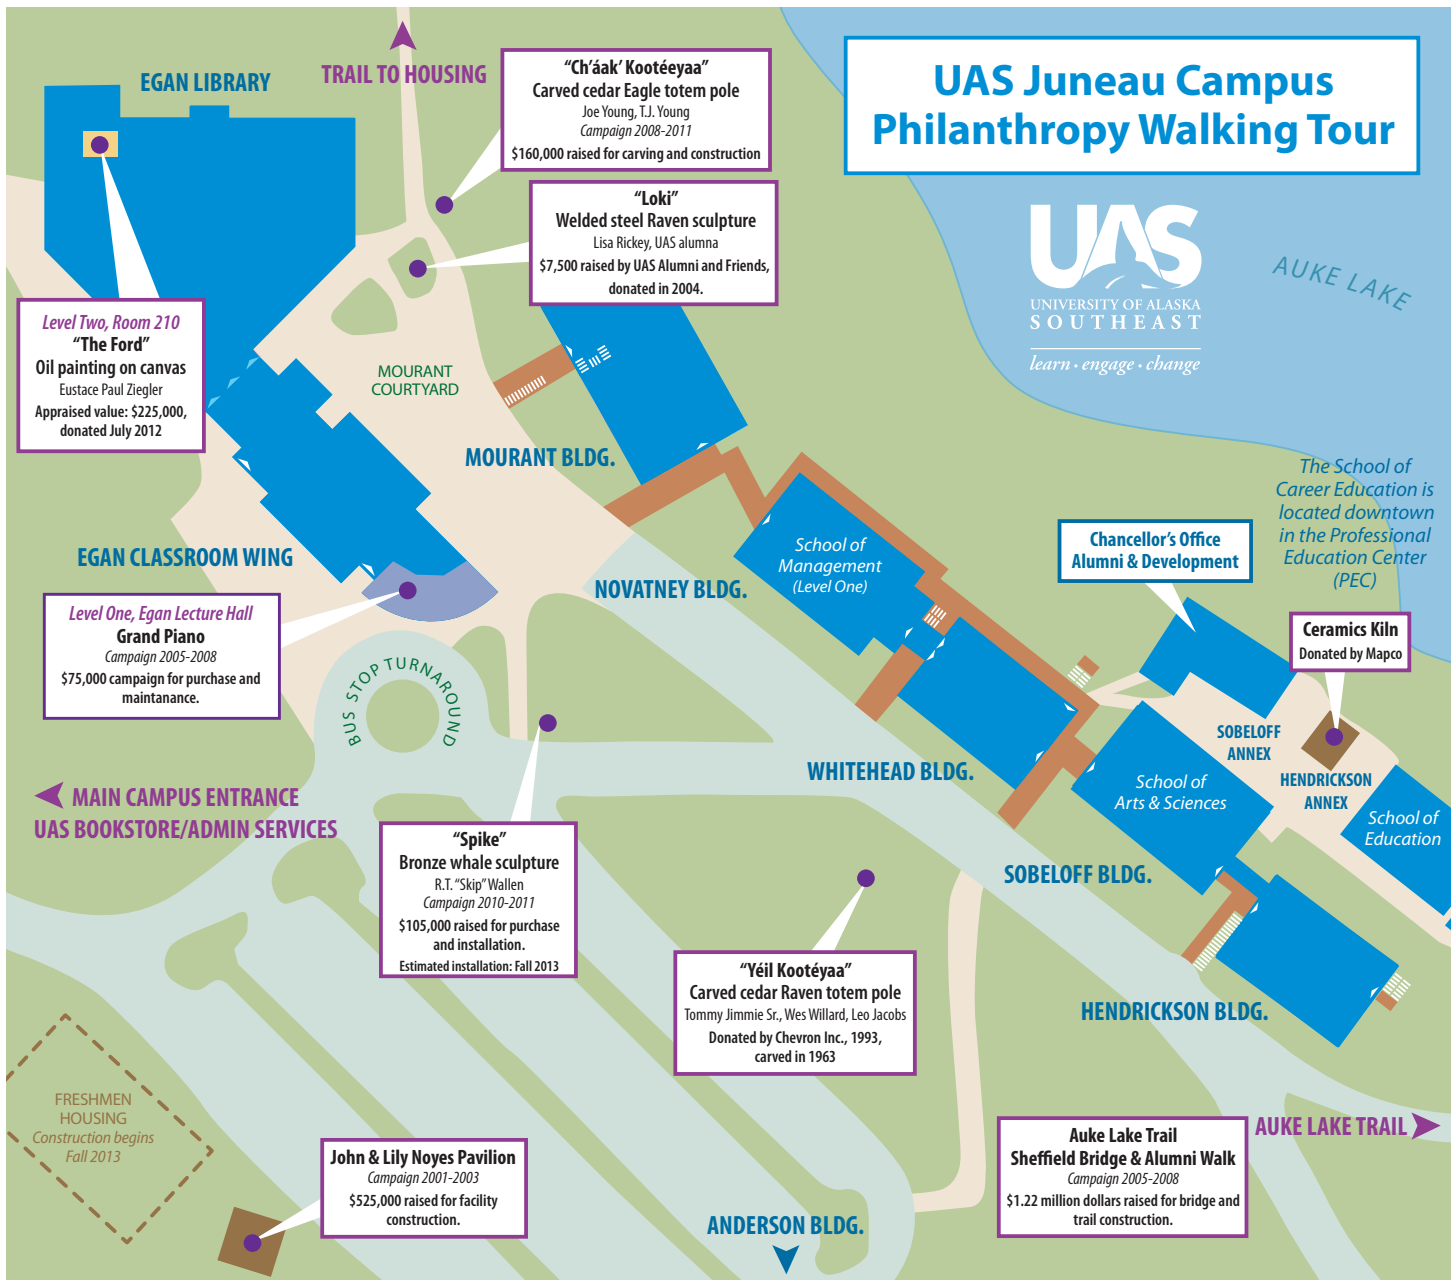 UAS Juneau Campus
Philanthropy Walking Tour
EGAN LIBRARY
TRAIL TO HOUSING
“Ch’áak’ Kootéeyaa”
Carved cedar Eagle totem pole
Joe Young, T.J. Young
Campaign 2008-2011
$160,000 raised for carving and construction
“Loki”
Welded steel Raven sculpture
Lisa Rickey, UAS alumna
$7,500 raised by UAS Alumni and Friends,
donated in 2004.
UAS
UNIVERSITY OF ALASKA
SOUTHEAST
learn · engage · change
AUKE LAKE
Level Two, Room 210
“The Ford”
Oil painting on canvas
Eustace Paul Ziegler
Appraised value: $225,000,
donated July 2012
MOURANT
COURTYARD
MOURANT BLDG.
The School of
Career Education is
located downtown
in the Professional
Education Center
(PEC)
School of
Management
(Level One)
Chancellor’s Office
Alumni & Development
EGAN CLASSROOM WING
NOVATNEY BLDG.
Level One, Egan Lecture Hall
Grand Piano
Campaign 2005-2008
$75,000 campaign for purchase and
maintanance.
Ceramics Kiln
Donated by Mapco
BUS STOP TURNAROUND
SOBELOFF
ANNEX
WHITEHEAD BLDG.
HENDRICKSON
ANNEX
School of
Arts & Sciences
School of
Education
MAIN CAMPUS ENTRANCE
UAS BOOKSTORE/ADMIN SERVICES
“Spike”
Bronze whale sculpture
R.T. “Skip” Wallen
Campaign 2010-2011
$105,000 raised for purchase
and installation.
Estimated installation: Fall 2013
SOBELOFF BLDG.
“Yéil Kootéyaa”
Carved cedar Raven totem pole
Tommy Jimmie Sr., Wes Willard, Leo Jacobs
Donated by Chevron Inc., 1993,
carved in 1963
HENDRICKSON BLDG.
FRESHMEN
HOUSING
Construction begins
Fall 2013
John & Lily Noyes Pavilion
Campaign 2001-2003
$525,000 raised for facility
construction.
Auke Lake Trail
Sheffield Bridge & Alumni Walk
Campaign 2005-2008
$1.22 million dollars raised for bridge and
trail construction.
AUKE LAKE TRAIL
ANDERSON BLDG.